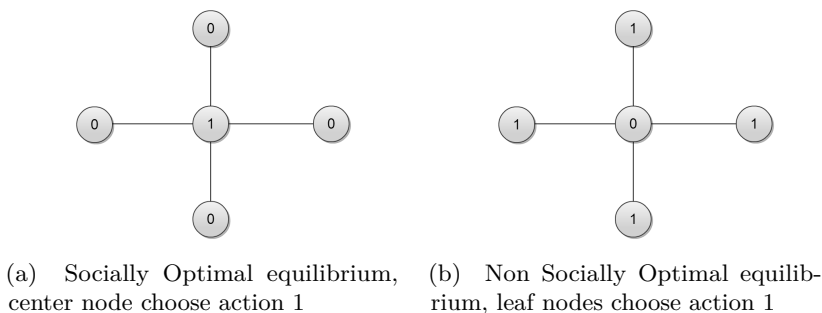 0
0 1 0
0
1
1 0 1
1
(a) Socially Optimal equilibrium,
center node choose action 1
(b) Non Socially Optimal equilib-
rium, leaf nodes choose action 1